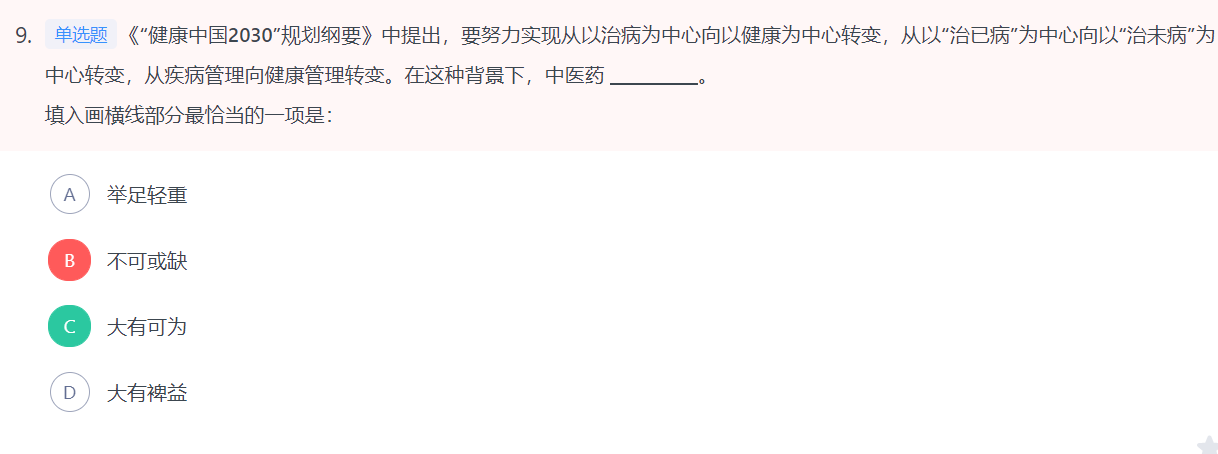 9. 单选题 《“健康中国2030”规划纲要》中提出，要努力实现从以治病为中心向以健康为中心转变，从以“治已病”为中心向以“治未病”为
中心转变，从疾病管理向健康管理转变。在这种背景下，中医药 __________。
填入画横线部分最恰当的一项是：
A 举足轻重
B 不可或缺
C 大有可为
D 大有裨益